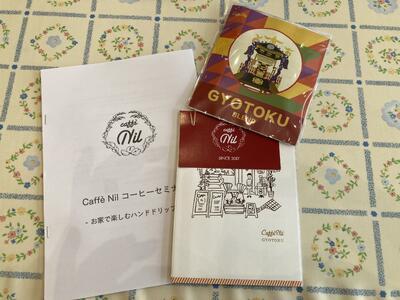 caffè
Nil
Caffè Nil コーヒーセミナ
- お家で楽しむハンドドリップ
GYOTOKU
BLEND
caffè
Nil
SINCE 2017
Caffè Nil
GYOTOKU